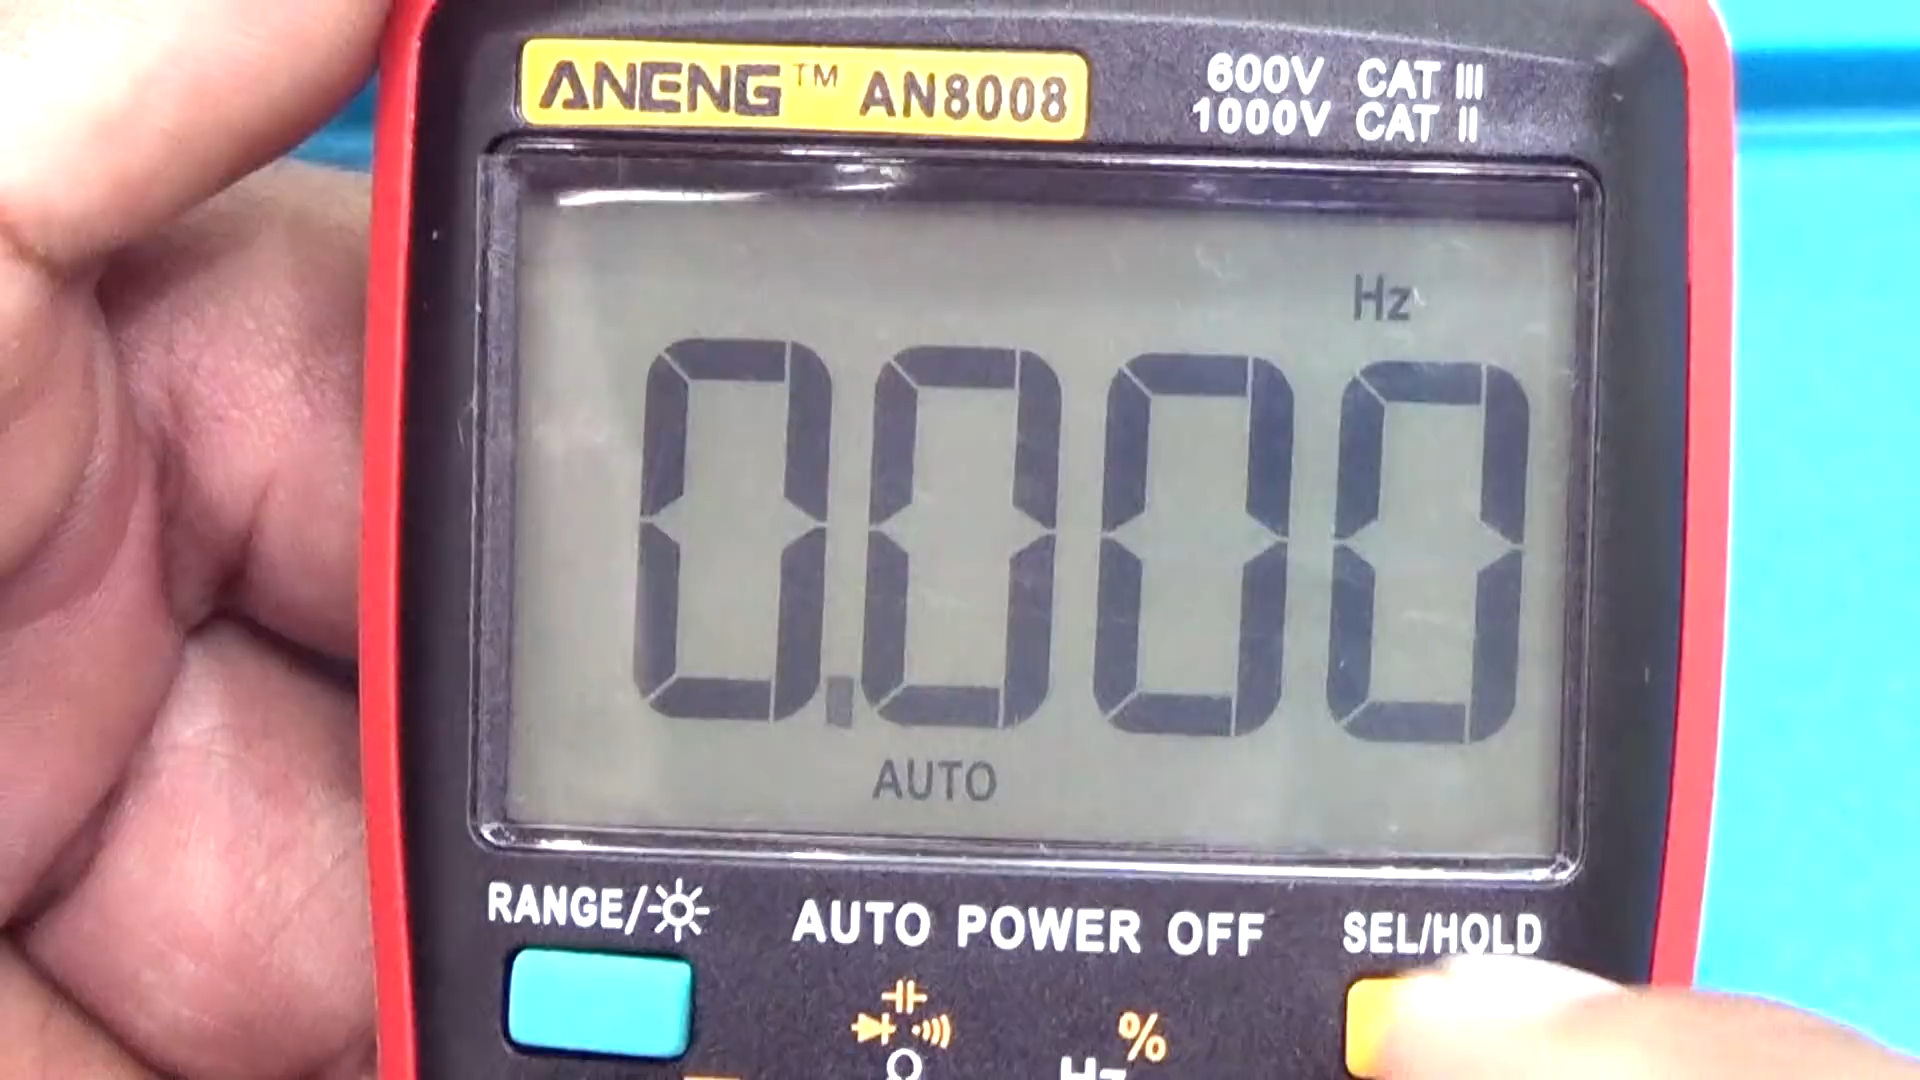 ANENG™ AN8008
600V CAT III
1000V CAT II
Hz
0.000
AUTO
RANGE/
AUTO POWER OFF
SEL/HOLD
%
Ω
Hz